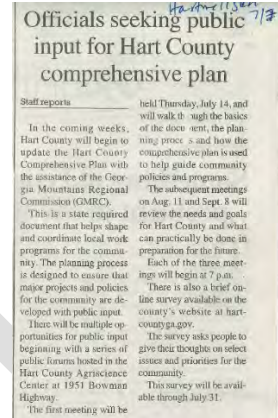 Hartwell Sun 7/7
Officials seeking public
input for Hart County
comprehensive plan
Staff reports
In the coming weeks,
Hart County will begin to
update the Hart County
Comprehensive Plan with
the assistance of the Geor-
gia Mountains Regional
Commission (GMRC).
This is a state required
document that helps shape
and coordinate local work
programs for the commu-
nity. The planning process
is designed to ensure that
major projects and policies
for the community are de-
veloped with public input.
There will be multiple op-
portunities for public input
beginning with a series of
public forums hosted in the
Hart County Agriscience
Center at 1951 Bowman
Highway.
The first meeting will be
held Thursday, July 14, and
will walk th ugh the basics
of the docu ent, the plan-
ning proc s and how the
comprehensive plan is used
to help guide community
policies and programs.
The subsequent meetings
on Aug. 11 and Sept. 8 will
review the needs and goals
for Hart County and what
can practically be done in
preparation for the future.
Each of the three meet-
ings will begin at 7 p.m.
There is also a brief on-
line survey available on the
county's website at hart-
countyga.gov.
The survey asks people to
give their thoughts on select
issues and priorities for the
community.
This survey will be avail-
able through July 31.